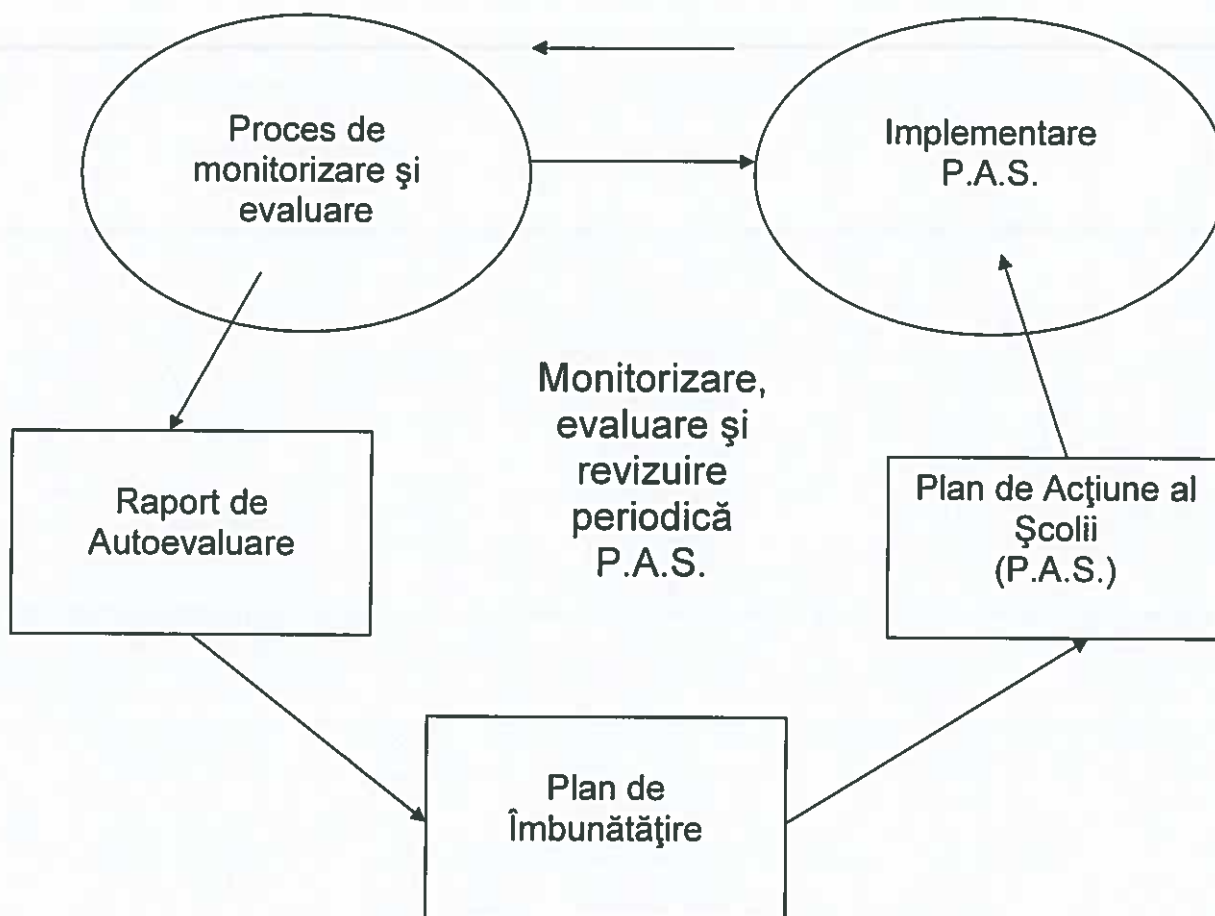 Proces de
monitorizare şi
evaluare
Implementare
P.A.S.
Monitorizare,
evaluare şi
revizuire
periodică
P.A.S.
Raport de
Autoevaluare
Plan de Acţiune al
Şcolii
(P.A.S.)
Plan de
Îmbunătăţire